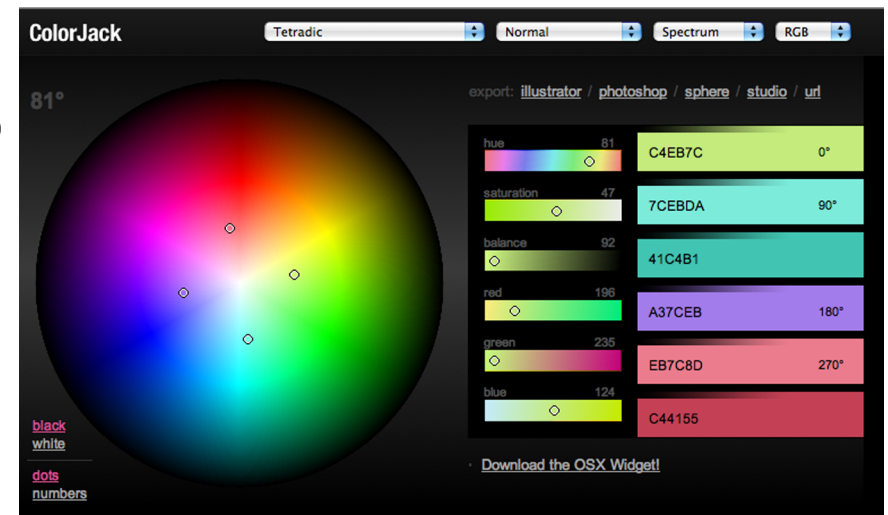 ColorJack
Tetradic
Normal
Spectrum
RGB
81°
export: illustrator / photoshop / sphere / studio / url
hue 81
saturation 47
balance 92
red 196
green 235
blue 124
C4EB7C 0°
7CEBDA 90°
41C4B1
A37CEB 180°
EB7C8D 270°
C44155
black
white
dots
numbers
· Download the OSX Widget!